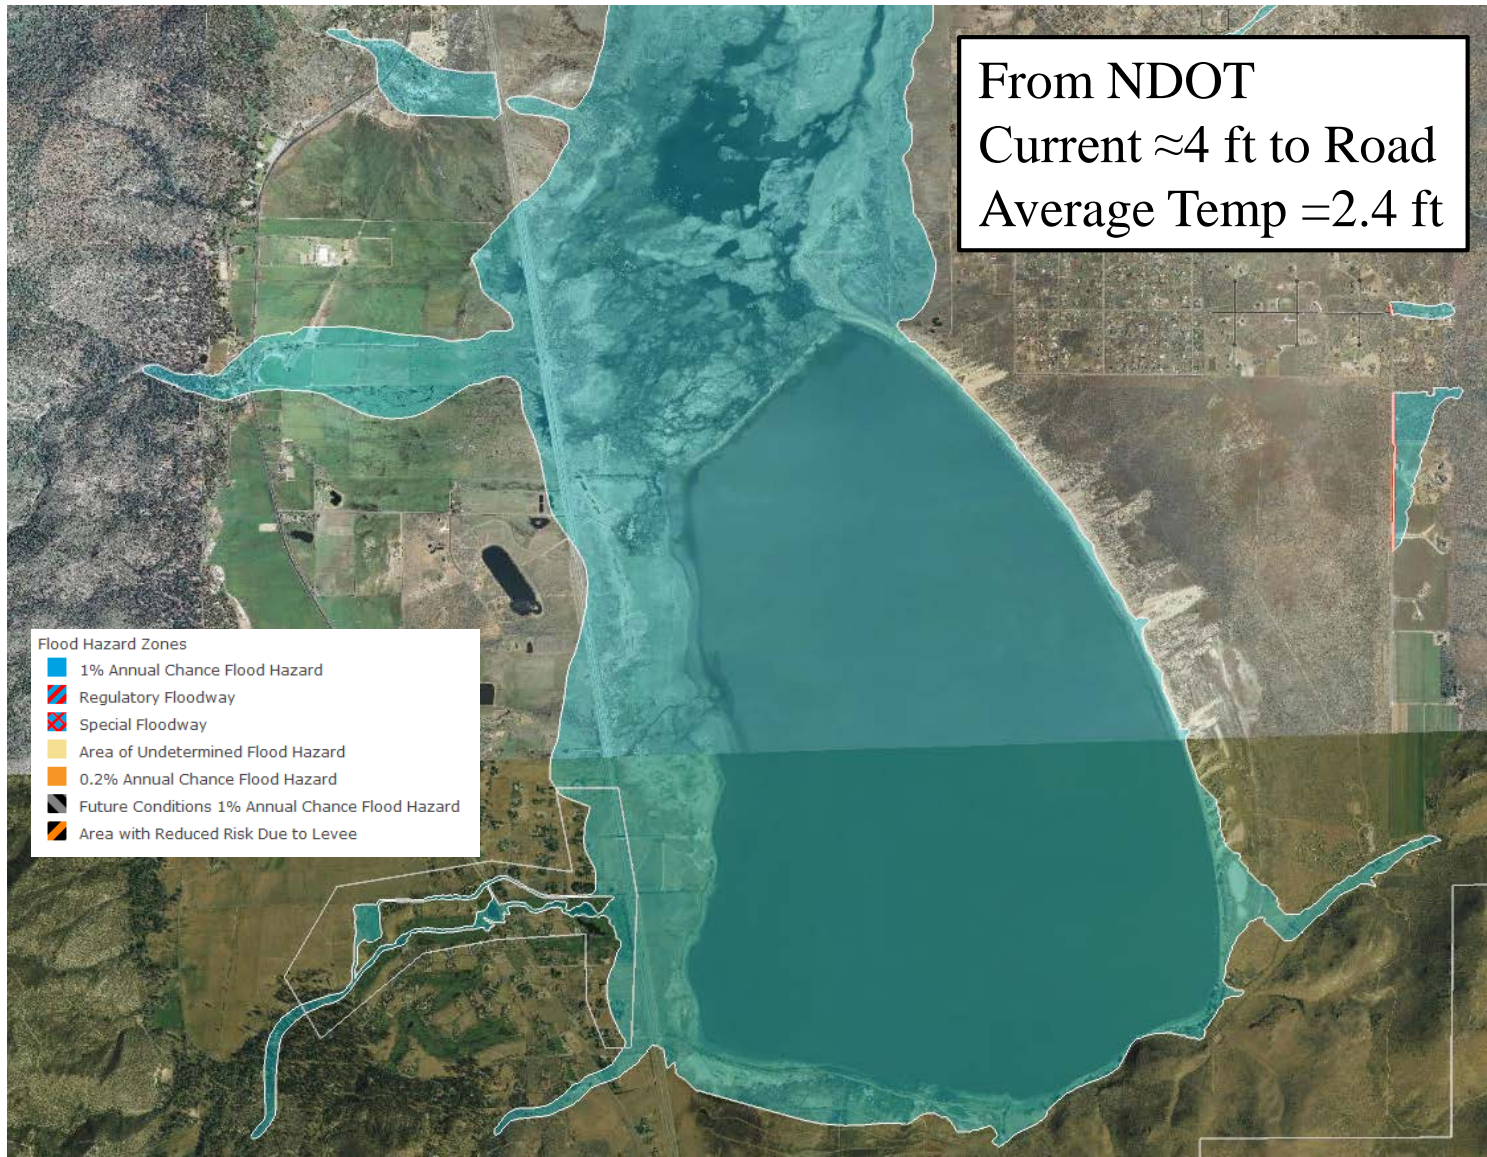 From NDOT
Current ≈4 ft to Road
Average Temp =2.4 ft
Flood Hazard Zones
1% Annual Chance Flood Hazard
Regulatory Floodway
Special Floodway
Area of Undetermined Flood Hazard
0.2% Annual Chance Flood Hazard
Future Conditions 1% Annual Chance Flood Hazard
Area with Reduced Risk Due to Levee